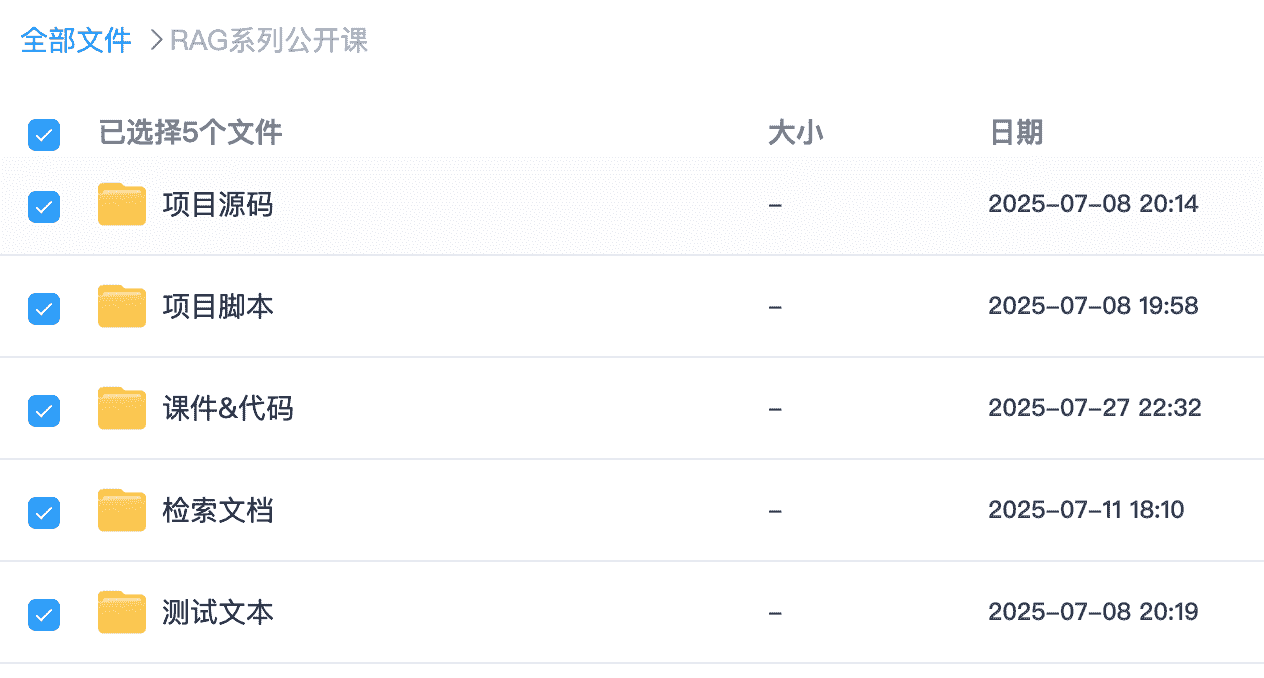 全部文件 >RAG系列公开课
已选择5个文件 大小 日期
项目源码 - 2025-07-08 20:14
项目脚本 - 2025-07-08 19:58
课件&代码 - 2025-07-27 22:32
检索文档 - 2025-07-11 18:10
测试文本 - 2025-07-08 20:19